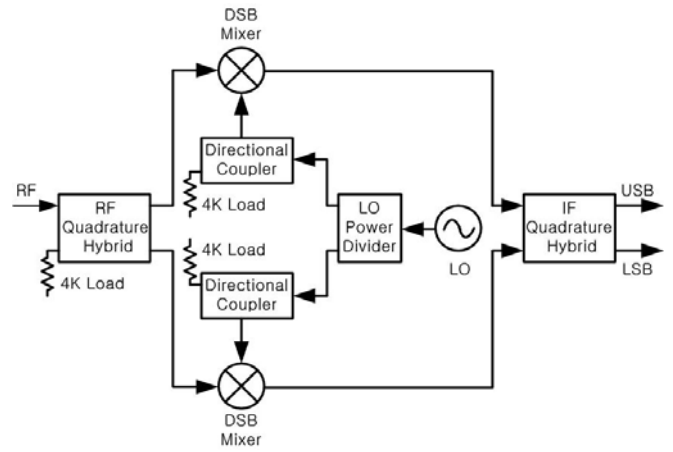 DSB
Mixer
Directional
Coupler
4K Load
RF
RF
Quadrature
Hybrid
4K Load
4K Load
Directional
Coupler
LO
Power
Divider
LO
IF
Quadrature
Hybrid
USB
LSB
DSB
Mixer